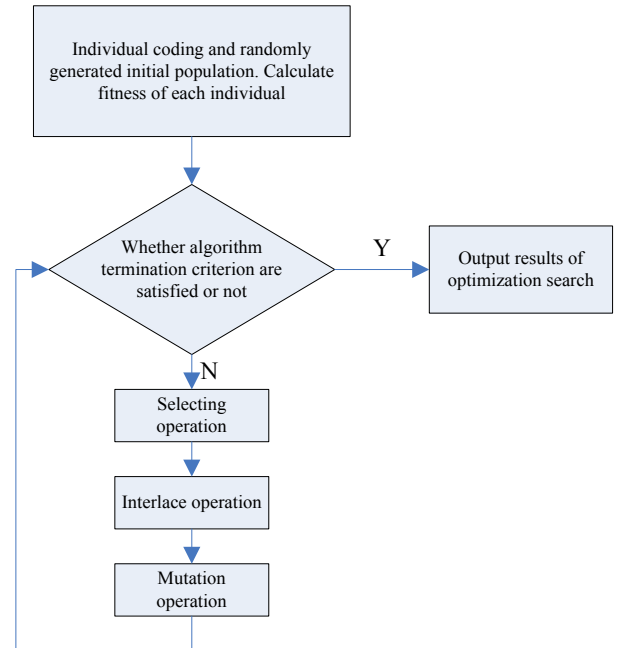 Individual coding and randomly
generated initial population. Calculate
fitness of each individual
Whether algorithm
termination criterion are
satisfied or not
Y
Output results of
optimization search
N
Selecting
operation
Interlace operation
Mutation
operation